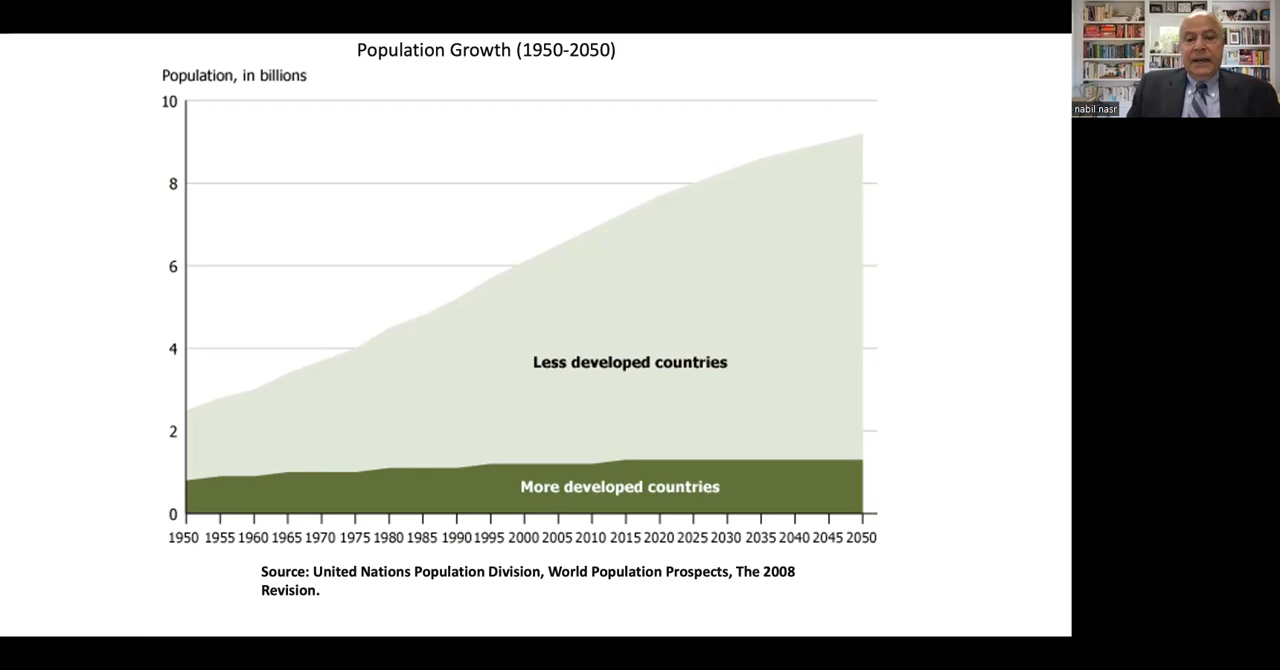 Population Growth (1950-2050)
Population, in billions
10
8
6
4
2
0
Less developed countries
More developed countries
1950 1955 1960 1965 1970 1975 1980 1985 1990 1995 2000 2005 2010 2015 2020 2025 2030 2035 2040 2045 2050
Source: United Nations Population Division, World Population Prospects, The 2008
Revision.
nabil nasr